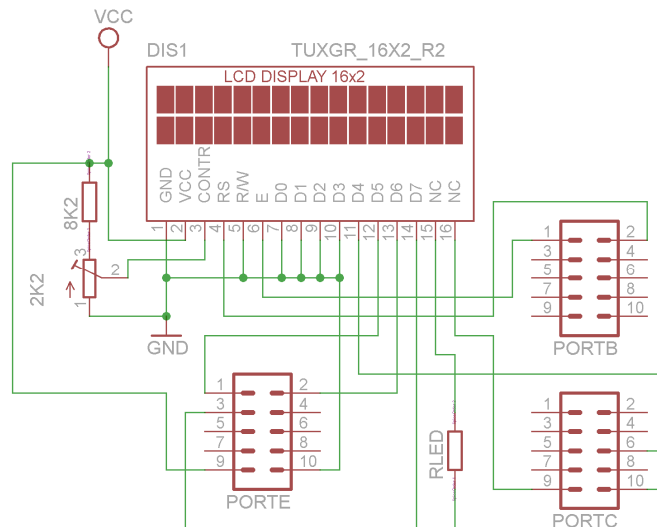 VCC
DIS1 TUXGR_16X2_R2
LCD DISPLAY 16x2
GND VCC CONTR RS R/W E D0 D1 D2 D3 D4 D5 D6 D7 NC NC
1 2 3 4 5 6 7 8 9 10 11 12 13 14 15 16
8K2
2K2
3
2
1
GND
1 2
3 4
5 6
7 8
9 10
PORTB
1 2
3 4
5 6
7 8
9 10
PORTE
RLED
1 2
3 4
5 6
7 8
9 10
PORTC